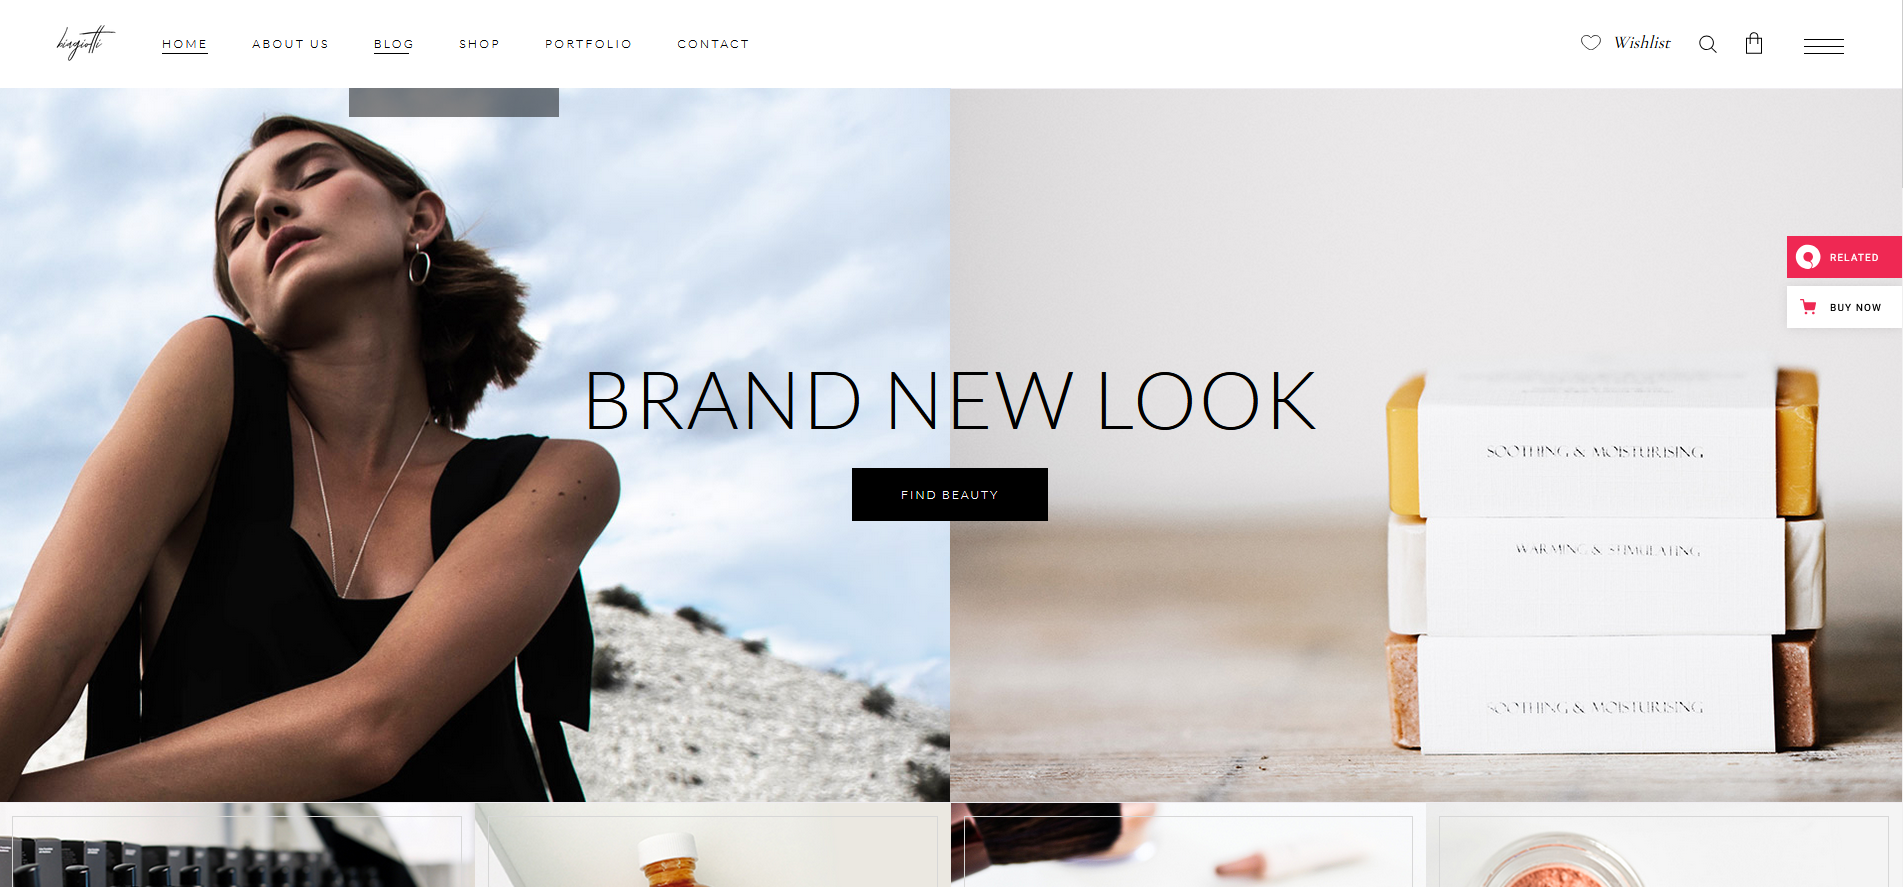 biagiotti
HOME ABOUT US BLOG SHOP PORTFOLIO CONTACT
Wishlist
RELATED
BUY NOW
BRAND NEW LOOK
FIND BEAUTY
SOOTHING & MOISTURISING
WARMING & STIMULATING
SOOTHING & MOISTURISING